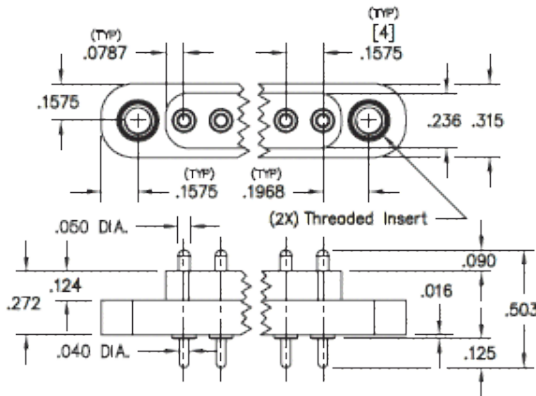 (TYP)
[4]
.1575
(TYP)
.0787
.1575
.236 .315
(TYP)
.1575
(TYP)
.1968
(2X) Threaded Insert
.050 DIA.
.090
.124
.016
.272
.503
.040 DIA.
.125